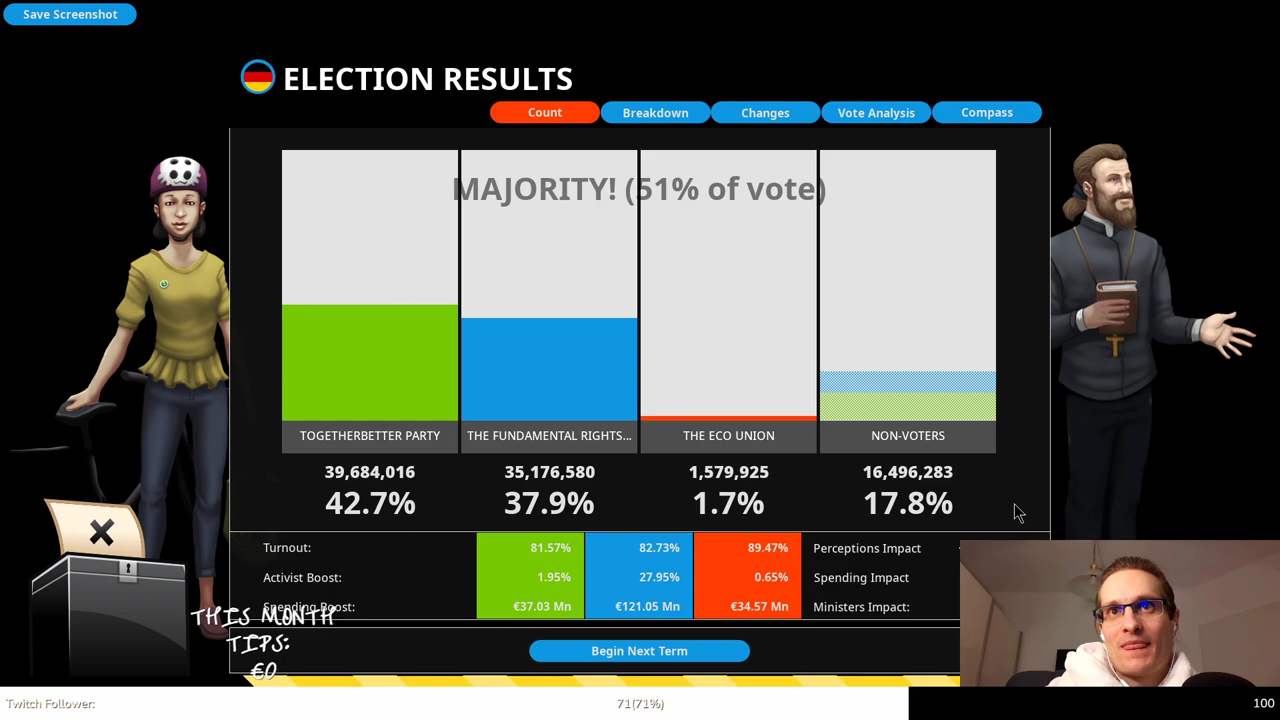 Save Screenshot
ELECTION RESULTS
Count Breakdown Changes Vote Analysis Compass
MAJORITY! (51% of vote)
TOGETHERBETTER PARTY THE FUNDAMENTAL RIGHTS... THE ECO UNION NON-VOTERS
39,684,016 35,176,580 1,579,925 16,496,283
42.7% 37.9% 1.7% 17.8%
Turnout: 81.57% 82.73% 89.47% Perceptions Impact
Activist Boost: 1.95% 27.95% 0.65% Spending Impact
Spending Boost: €37.03 Mn €121.05 Mn €34.57 Mn Ministers Impact:
THIS MONTH
TIPS:
€0
Begin Next Term
Twitch Follower: 71(71%) 100